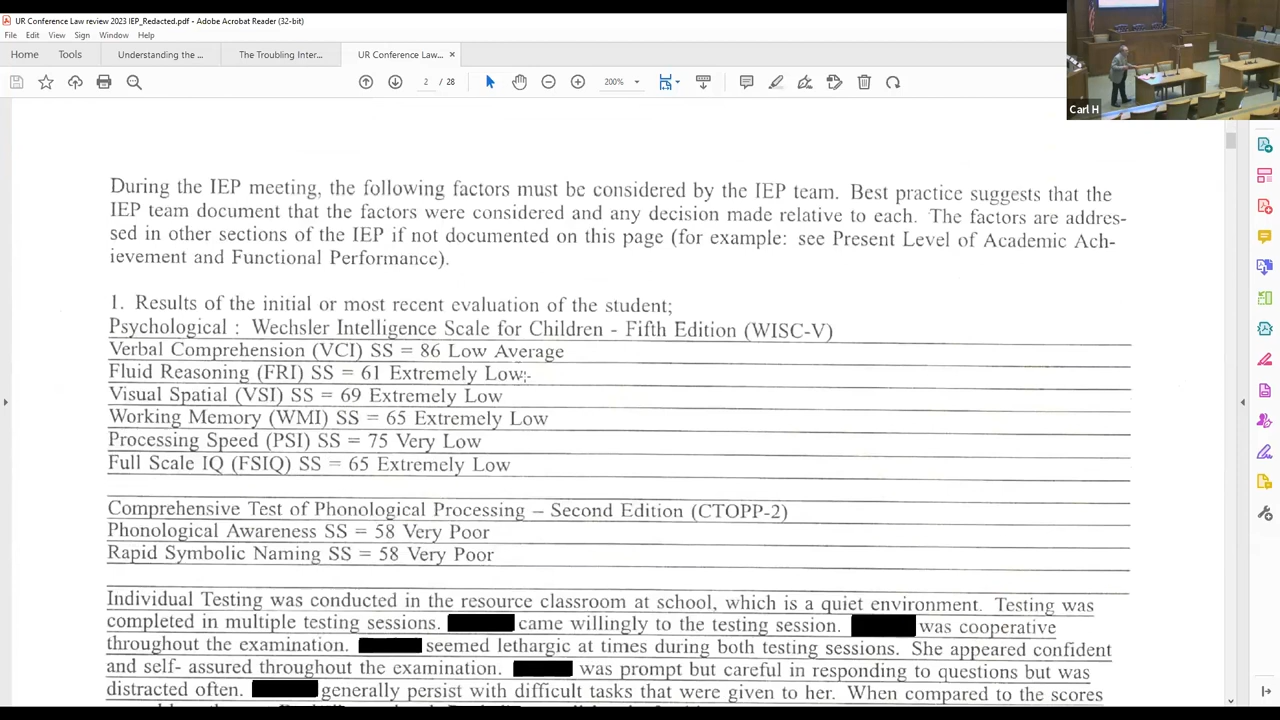 UR Conference Law review 2023 IEP_Redacted.pdf - Adobe Acrobat Reader (32-bit)
File Edit View Sign Window Help
Home Tools Understanding the ... The Troubling Inter... UR Conference Law... ×
2 / 28 200%
Carl H
During the IEP meeting, the following factors must be considered by the IEP team. Best practice suggests that the
IEP team document that the factors were considered and any decision made relative to each. The factors are addres-
sed in other sections of the IEP if not documented on this page (for example: see Present Level of Academic Ach-
ievement and Functional Performance).
1. Results of the initial or most recent evaluation of the student;
Psychological : Wechsler Intelligence Scale for Children - Fifth Edition (WISC-V)
Verbal Comprehension (VCI) SS = 86 Low Average
Fluid Reasoning (FRI) SS = 61 Extremely Low
Visual Spatial (VSI) SS = 69 Extremely Low
Working Memory (WMI) SS = 65 Extremely Low
Processing Speed (PSI) SS = 75 Very Low
Full Scale IQ (FSIQ) SS = 65 Extremely Low
Comprehensive Test of Phonological Processing – Second Edition (CTOPP-2)
Phonological Awareness SS = 58 Very Poor
Rapid Symbolic Naming SS = 58 Very Poor
Individual Testing was conducted in the resource classroom at school, which is a quiet environment. Testing was
completed in multiple testing sessions. came willingly to the testing session. was cooperative
throughout the examination. seemed lethargic at times during both testing sessions. She appeared confident
and self- assured throughout the examination. was prompt but careful in responding to questions but was
distracted often. generally persist with difficult tasks that were given to her. When compared to the scores